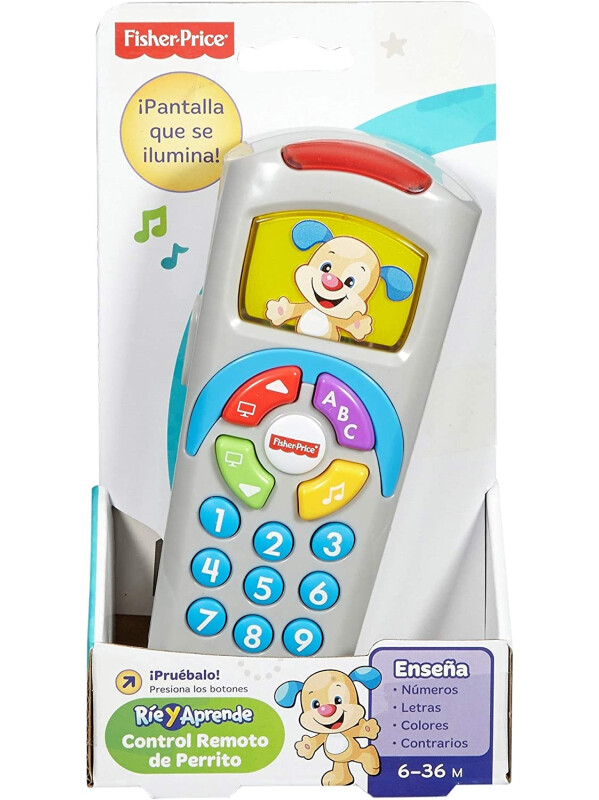 Fisher-Price®
¡Pantalla
que se
ilumina!
ABC
Fisher-Price®
1 2 3
4 5 6
7 8 9
¡Pruébalo!
Presiona los botones
Ríe Y Aprende
Control Remoto
de Perrito
Enseña
• Números
• Letras
• Colores
• Contrarios
6–36 M